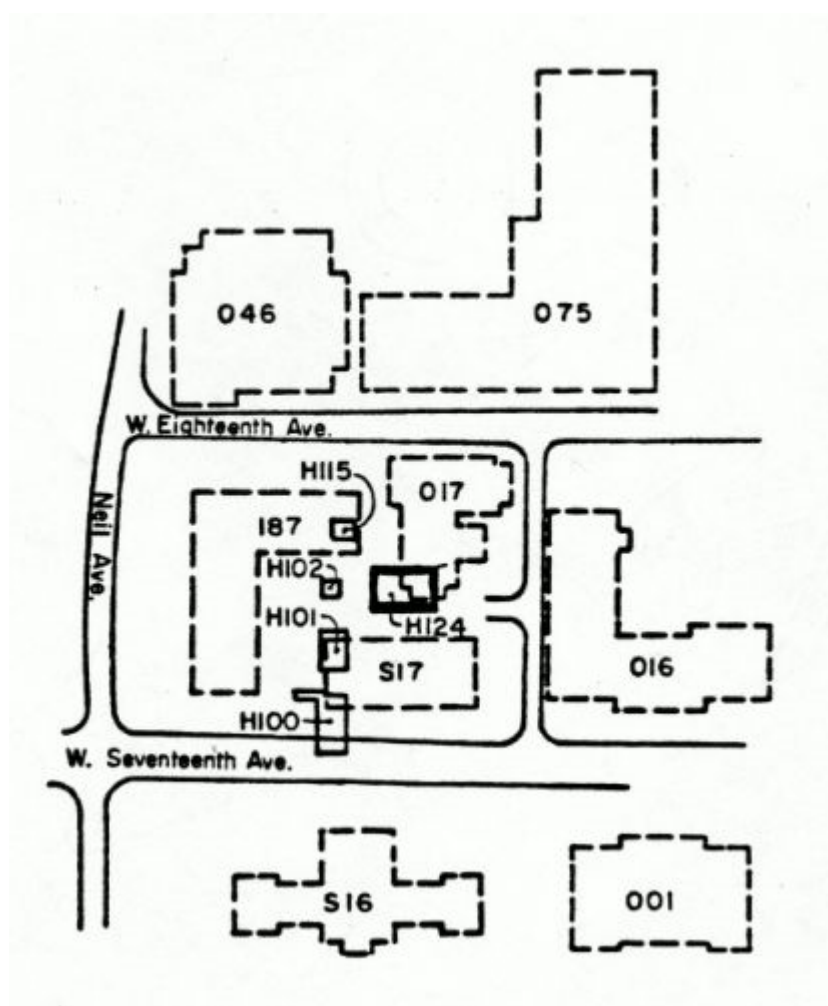 046
075
W. Eighteenth Ave.
H115
017
187
Neil Ave.
H102
H101
H124
S17
016
H100
W. Seventeenth Ave.
S16
001